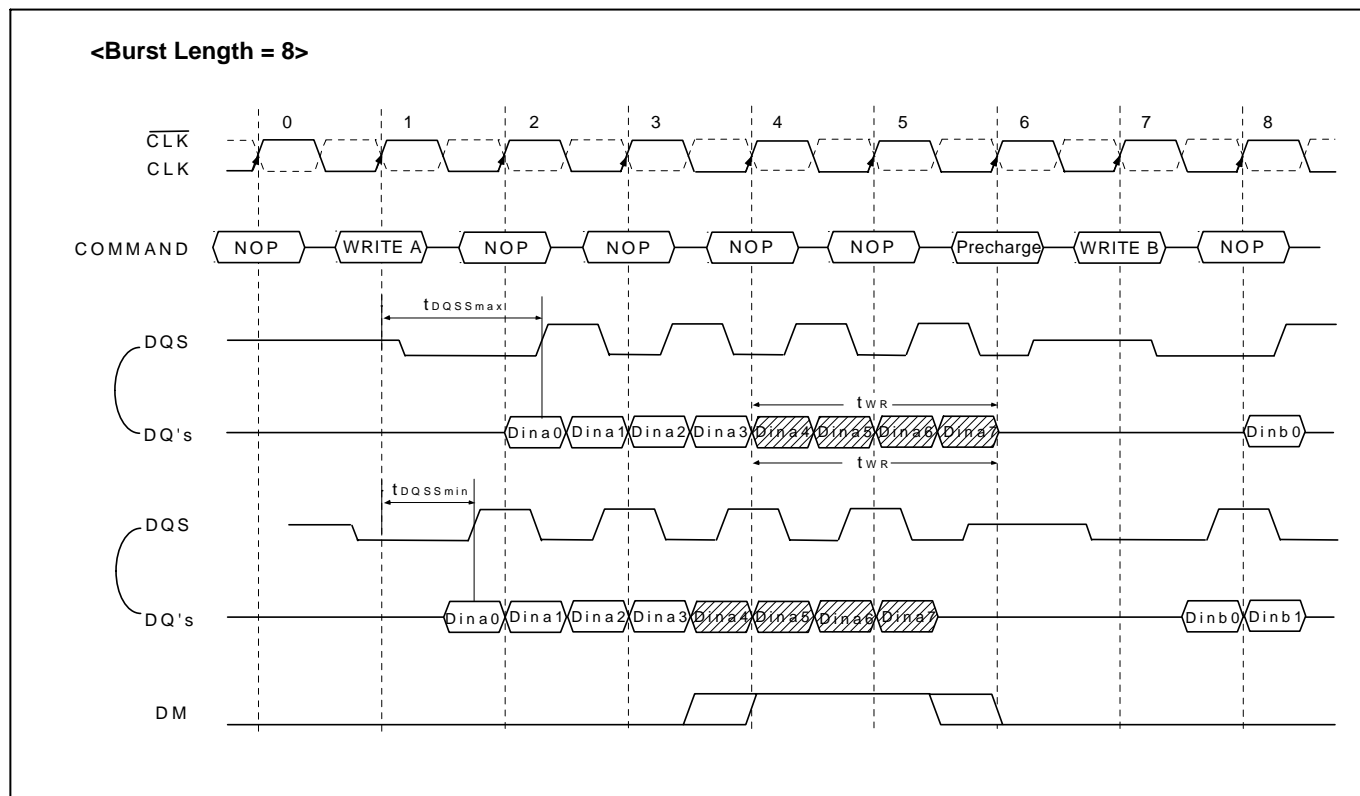 <Burst Length = 8>
0 1 2 3 4 5 6 7 8
CLK
CLK
COMMAND NOP WRITE A NOP NOP NOP NOP Precharge WRITE B NOP
tDQSSmax
DQS
tWR
DQ's Dina0 Dina1 Dina2 Dina3 Dina4 Dina5 Dina6 Dina7 Dinb0
tWR
tDQSSmin
DQS
DQ's Dina0 Dina1 Dina2 Dina3 Dina4 Dina5 Dina6 Dina7 Dinb0 Dinb1
DM